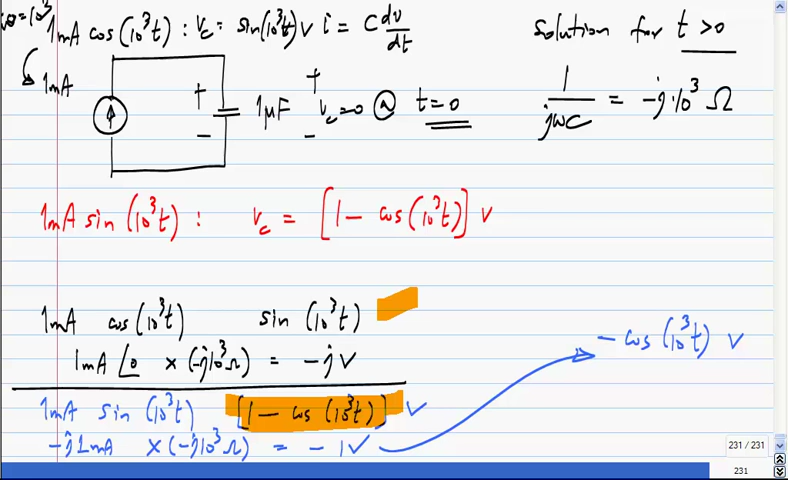 1mA cos(10³t) : v_c = sin(10³t) V i = C dv/dt solution for t > 0
1mA
+ 1μF + v_c = 0 @ t = 0
− −
1/jωC = −j·10³ Ω
1mA sin(10³t) : v_c = [1 − cos(10³t)] V
1mA cos(10³t) sin(10³t)
1mA∠0 × (−j10³Ω) = −j V
− cos(10³t) V
1mA sin(10³t) [1 − cos(10³t)] V
−j 1mA × (−j10³Ω) = − 1V
231 / 231
231